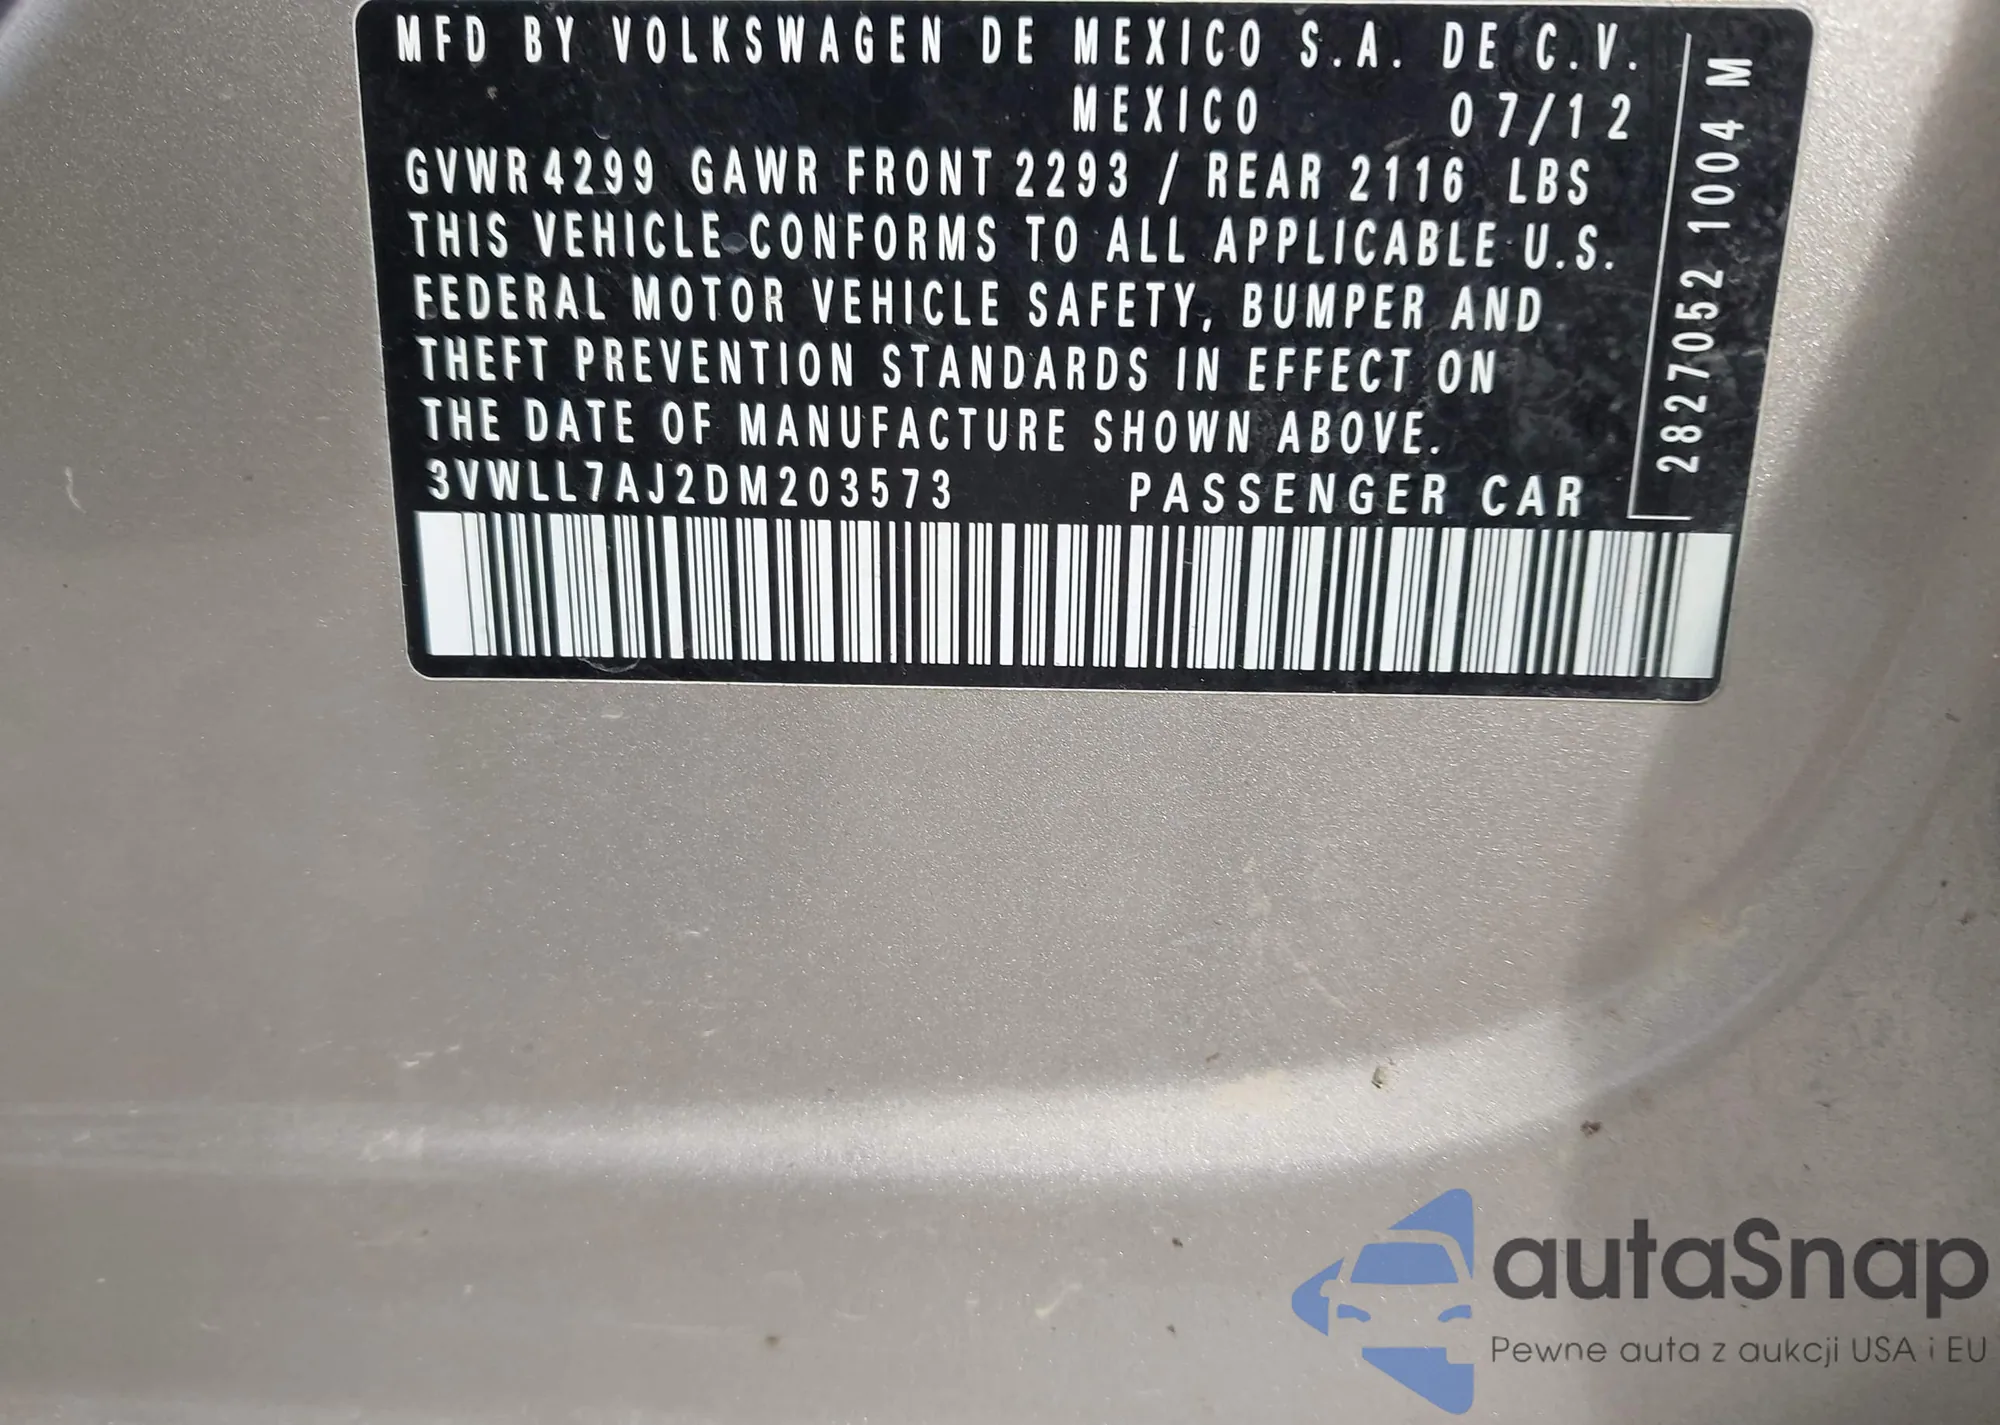 MFD BY VOLKSWAGEN DE MEXICO S.A. DE C.V.
MEXICO 07/12
GVWR 4299 GAWR FRONT 2293 / REAR 2116 LBS
THIS VEHICLE CONFORMS TO ALL APPLICABLE U.S.
FEDERAL MOTOR VEHICLE SAFETY, BUMPER AND
THEFT PREVENTION STANDARDS IN EFFECT ON
THE DATE OF MANUFACTURE SHOWN ABOVE.
3VWLL7AJ2DM203573 PASSENGER CAR
2827052 1004 M
autaSnap
Pewne auta z aukcji USA i EU